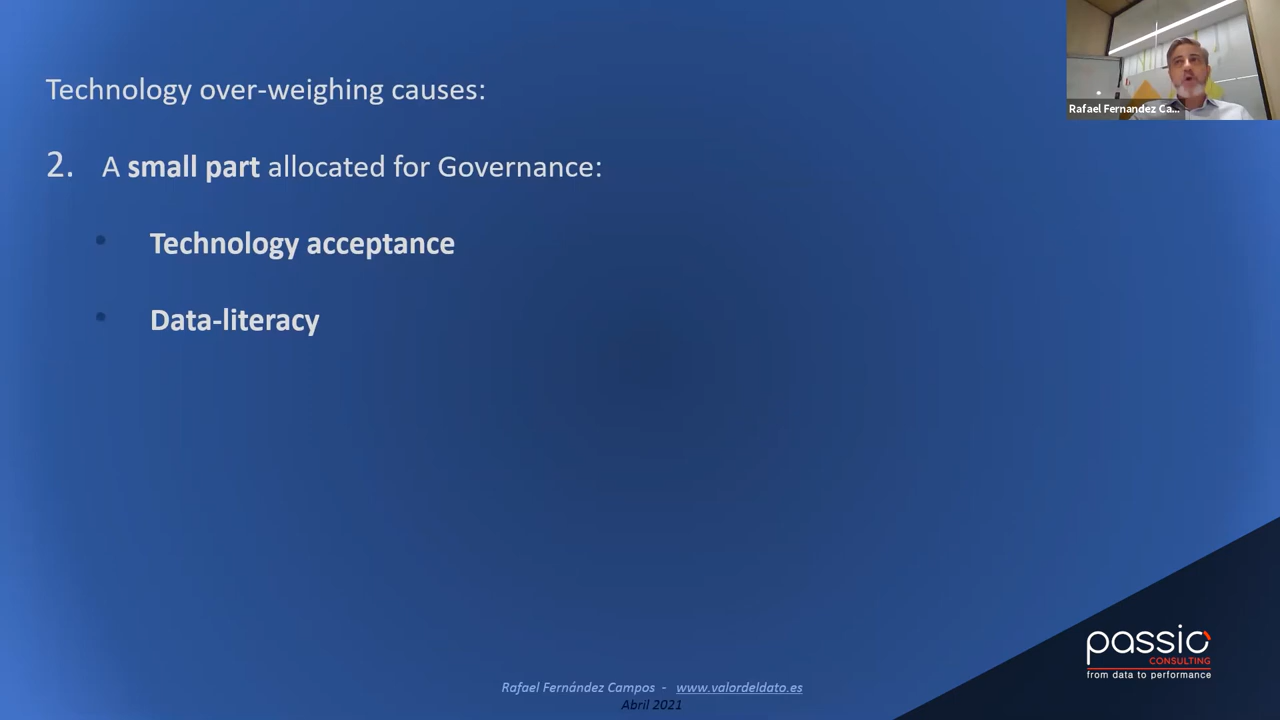 Technology over-weighing causes:
Rafael Fernandez Ca...
2. A small part allocated for Governance:
• Technology acceptance
• Data-literacy
passic
CONSULTING
from data to performance
Rafael Fernández Campos - www.valordeldato.es
Abril 2021